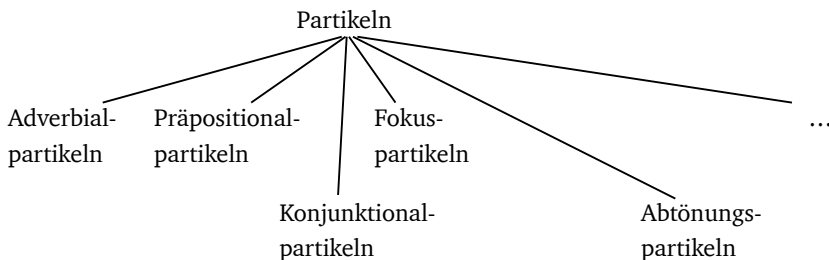 Partikeln
Adverbial-
partikeln
Präpositional-
partikeln
Fokus-
partikeln
…
Konjunktional-
partikeln
Abtönungs-
partikeln